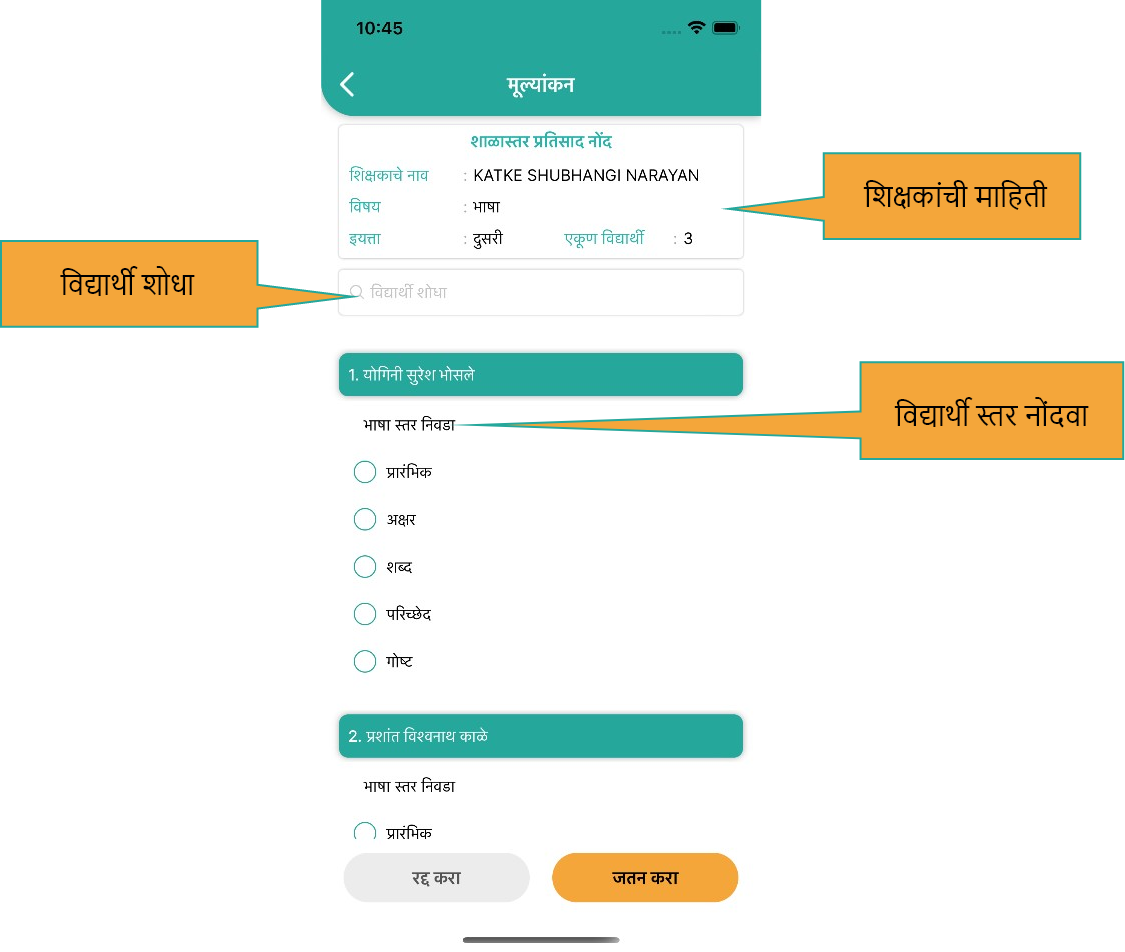 10:45
मूल्यांकन
शाळास्तर प्रतिसाद नोंद
शिक्षकाचे नाव : KATKE SHUBHANGI NARAYAN
विषय : भाषा
इयत्ता : दुसरी एकूण विद्यार्थी : 3
शिक्षकांची माहिती
विद्यार्थी शोधा
विद्यार्थी शोधा
1. योगिनी सुरेश भोसले
भाषा स्तर निवडा
विद्यार्थी स्तर नोंदवा
प्रारंभिक
अक्षर
शब्द
परिच्छेद
गोष्ट
2. प्रशांत विश्वनाथ काळे
भाषा स्तर निवडा
प्रारंभिक
रद्द करा जतन करा